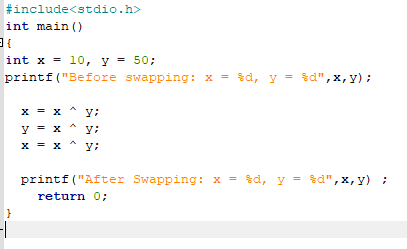 #include<stdio.h>
int main()
{
int x = 10, y = 50;
printf("Before swapping: x = %d, y = %d",x,y);
x = x ^ y;
y = x ^ y;
x = x ^ y;
printf("After Swapping: x = %d, y = %d",x,y) ;
return 0;
}